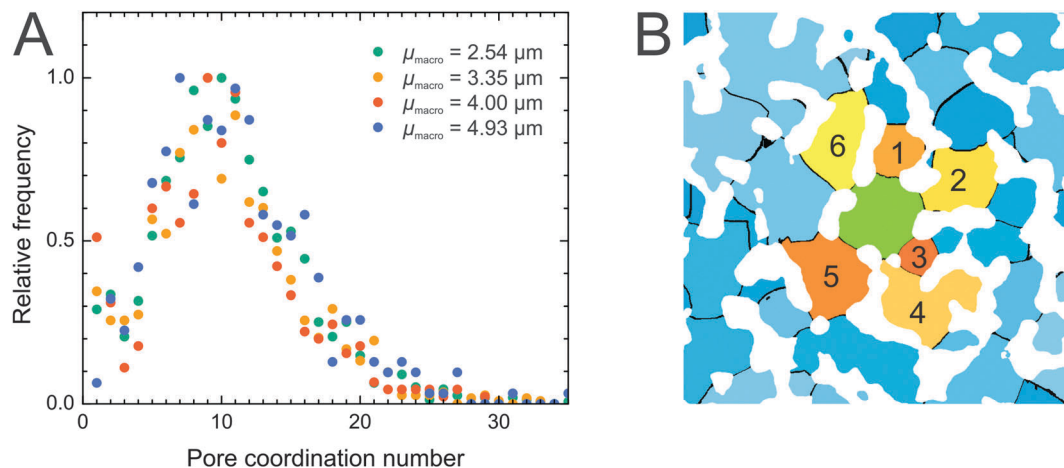 A
B
μmacro = 2.54 μm
μmacro = 3.35 μm
μmacro = 4.00 μm
μmacro = 4.93 μm
1.0
0.5
0.0
Relative frequency
0 10 20 30
Pore coordination number
6
1
2
3
5
4